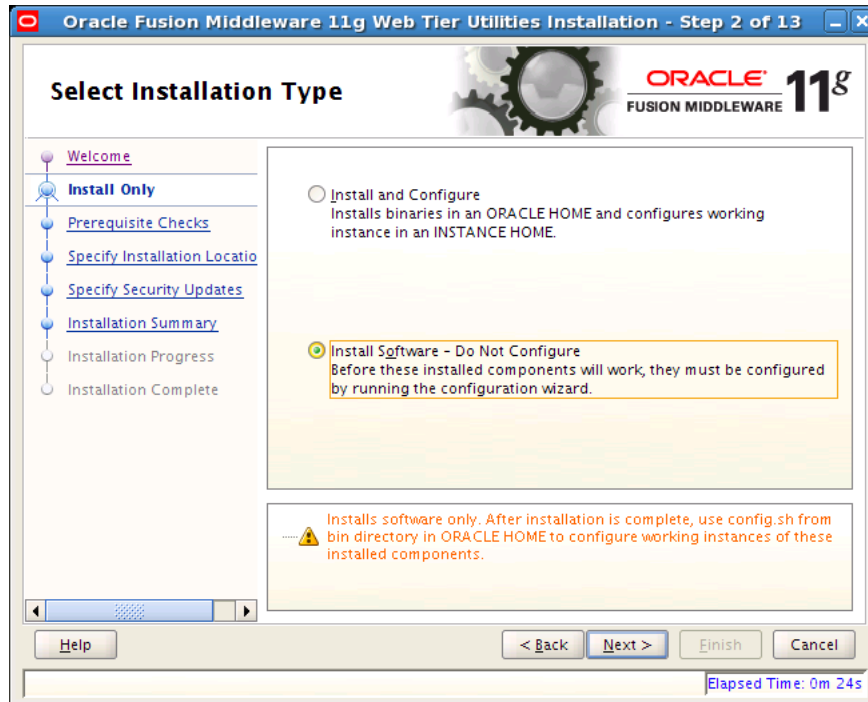 Oracle Fusion Middleware 11g Web Tier Utilities Installation - Step 2 of 13
Select Installation Type
ORACLE
FUSION MIDDLEWARE
11g
Welcome
Install Only
Prerequisite Checks
Specify Installation Locatio
Specify Security Updates
Installation Summary
Installation Progress
Installation Complete
Install and Configure
Installs binaries in an ORACLE HOME and configures working
instance in an INSTANCE HOME.
Install Software - Do Not Configure
Before these installed components will work, they must be configured
by running the configuration wizard.
Installs software only. After installation is complete, use config.sh from
bin directory in ORACLE HOME to configure working instances of these
installed components.
Help
< Back
Next >
Finish
Cancel
Elapsed Time: 0m 24s